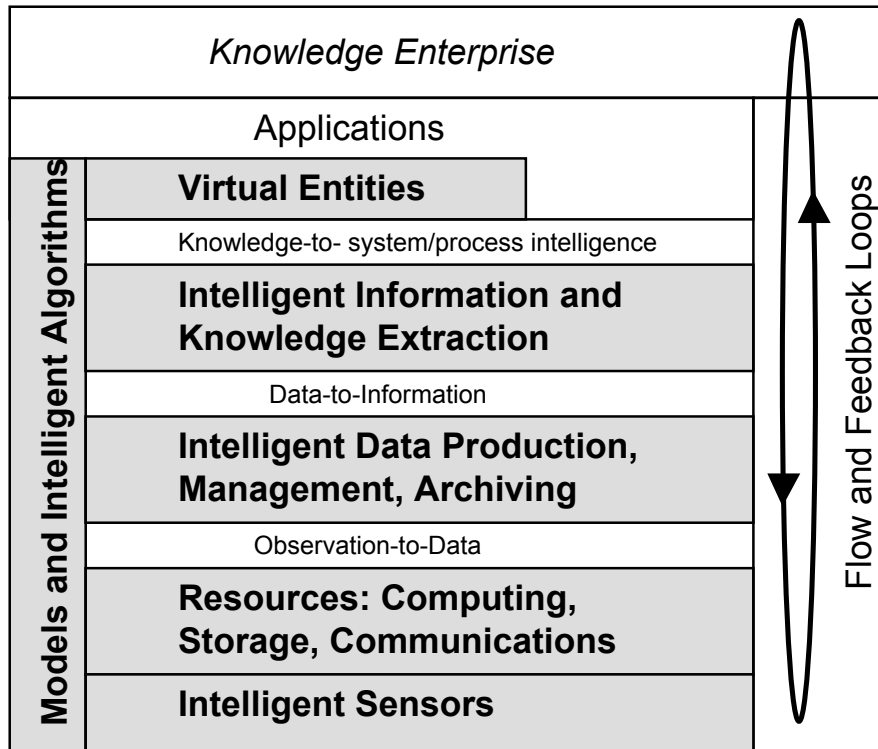 Knowledge Enterprise
Applications
Virtual Entities
Knowledge-to- system/process intelligence
Intelligent Information and
Knowledge Extraction
Data-to-Information
Intelligent Data Production,
Management, Archiving
Observation-to-Data
Resources: Computing,
Storage, Communications
Intelligent Sensors
Models and Intelligent Algorithms
Flow and Feedback Loops